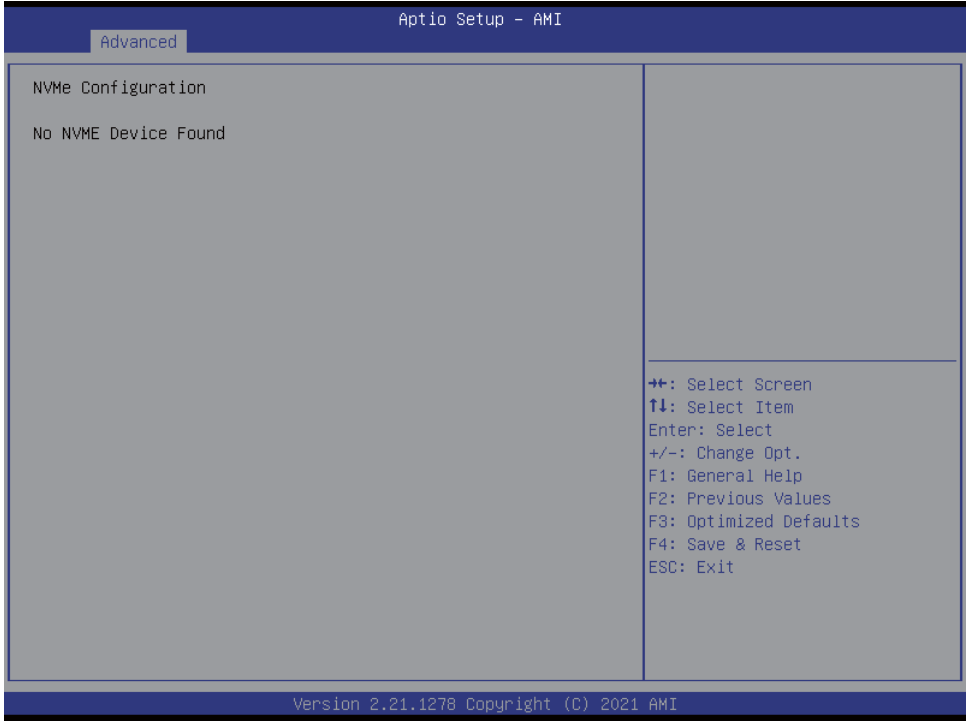 Aptio Setup – AMI
Advanced
NVMe Configuration
No NVME Device Found
→←: Select Screen
↑↓: Select Item
Enter: Select
+/-: Change Opt.
F1: General Help
F2: Previous Values
F3: Optimized Defaults
F4: Save & Reset
ESC: Exit
Version 2.21.1278 Copyright (C) 2021 AMI